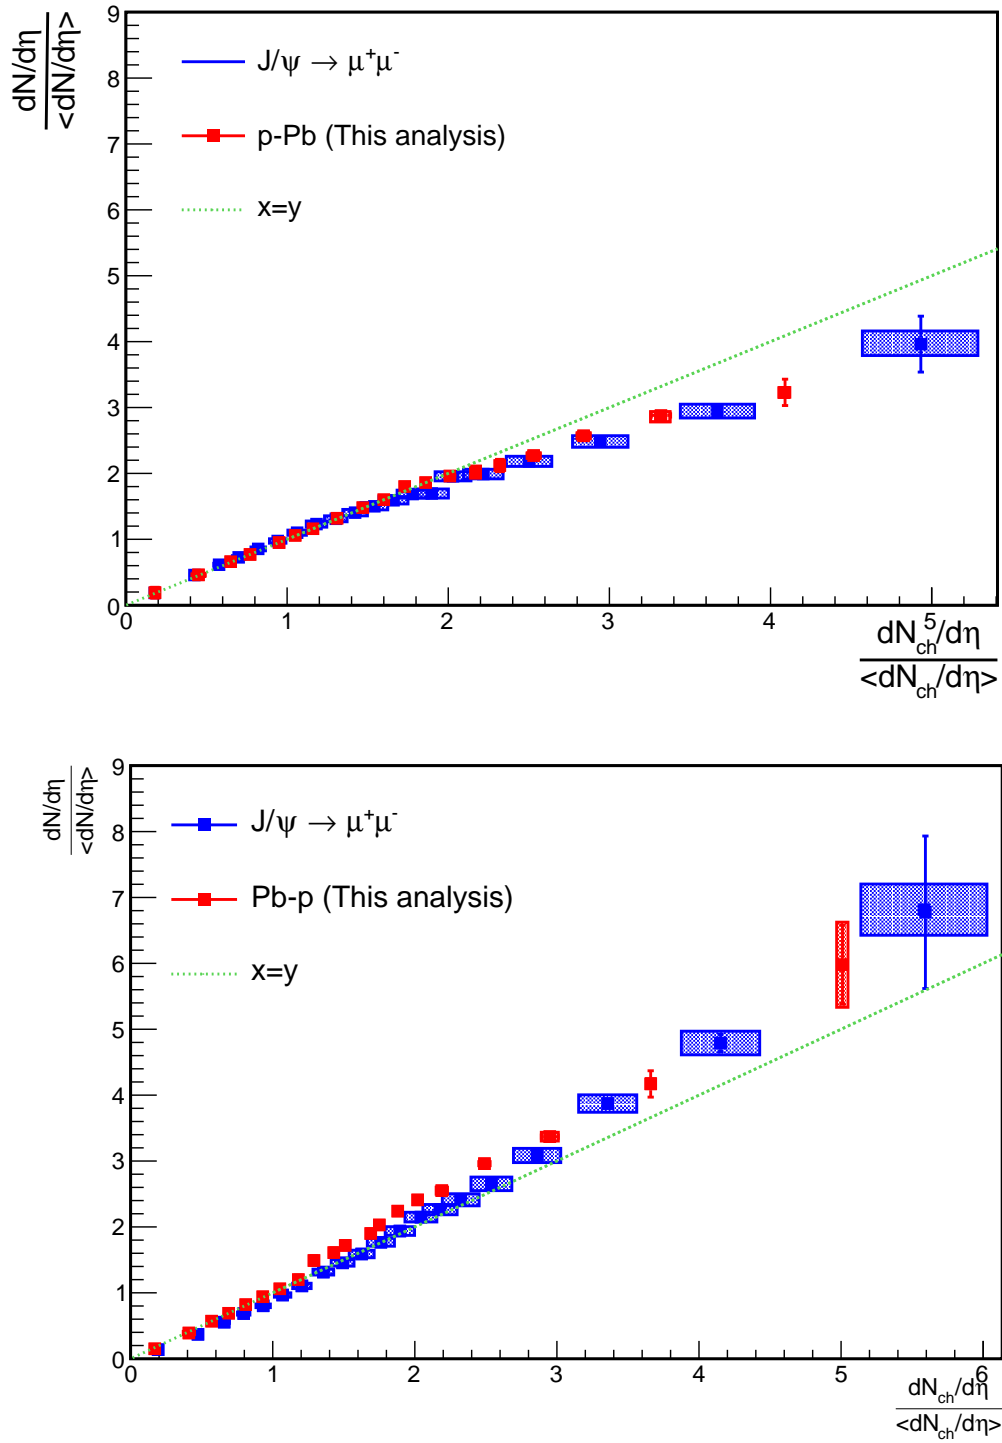 dN/dη
<dN/dη>
J/ψ → μ⁺μ⁻
p-Pb (This analysis)
x=y
9
8
7
6
5
4
3
2
1
0
0 1 2 3 4 5
dN_ch/dη
<dN_ch/dη>
dN/dη
<dN/dη>
J/ψ → μ⁺μ⁻
Pb-p (This analysis)
x=y
9
8
7
6
5
4
3
2
1
0
0 1 2 3 4 5 6
dN_ch/dη
<dN_ch/dη>